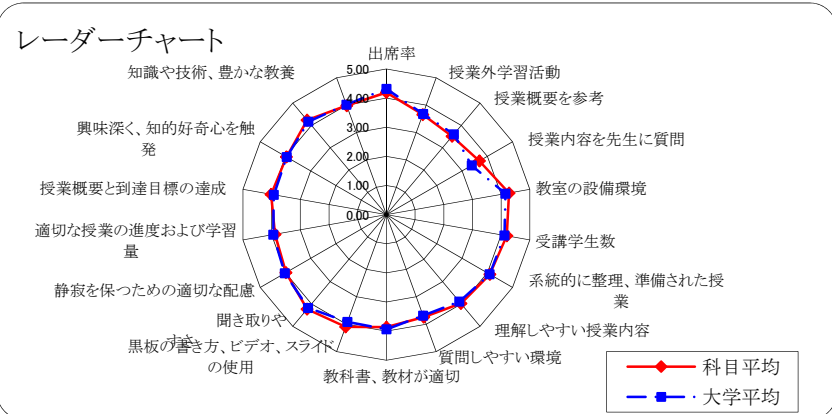 レーダーチャート
出席率
授業外学習活動
授業概要を参考
授業内容を先生に質問
教室の設備環境
受講学生数
系統的に整理、準備された授
業
理解しやすい授業内容
質問しやすい環境
教科書、教材が適切
黒板の書き方、ビデオ、スライド
の使用
聞き取りや
すさ
静寂を保つための適切な配慮
適切な授業の進度および学習
量
授業概要と到達目標の達成
興味深く、知的好奇心を触
発
知識や技術、豊かな教養
5.00
4.00
3.00
2.00
1.00
0.00
科目平均
大学平均